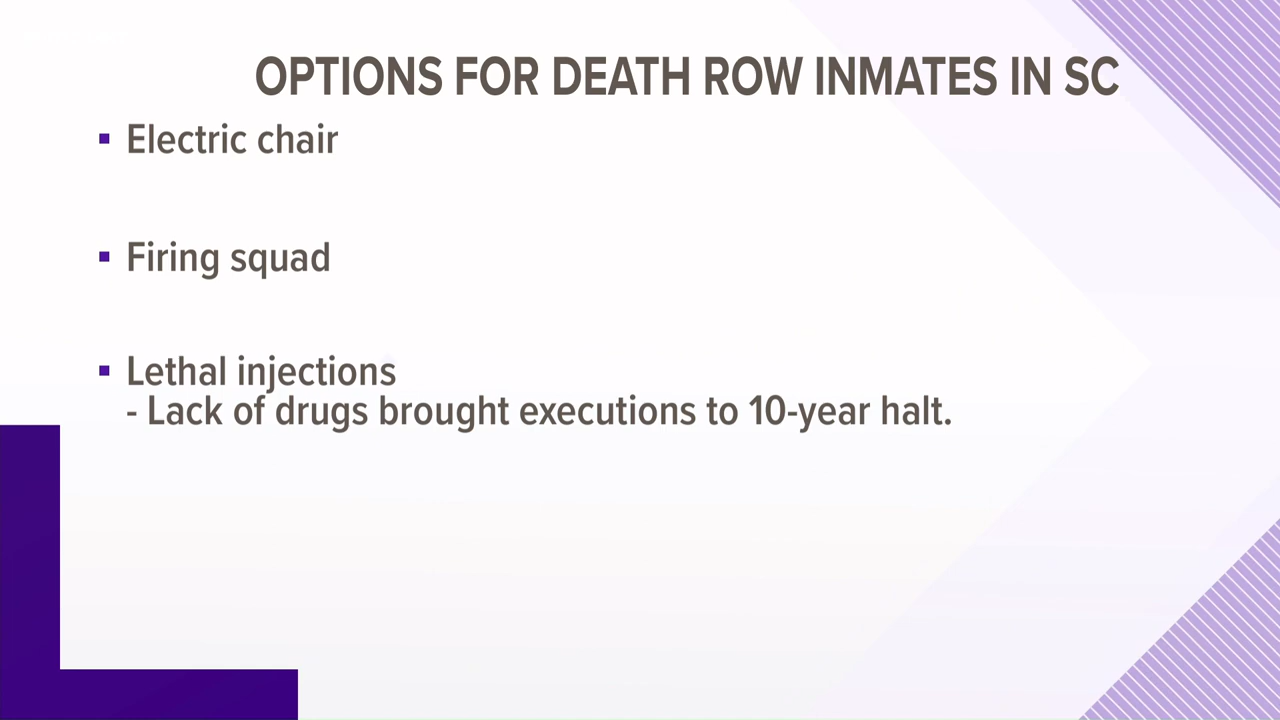 OPTIONS FOR DEATH ROW INMATES IN SC
▪ Electric chair
▪ Firing squad
▪ Lethal injections
- Lack of drugs brought executions to 10-year halt.